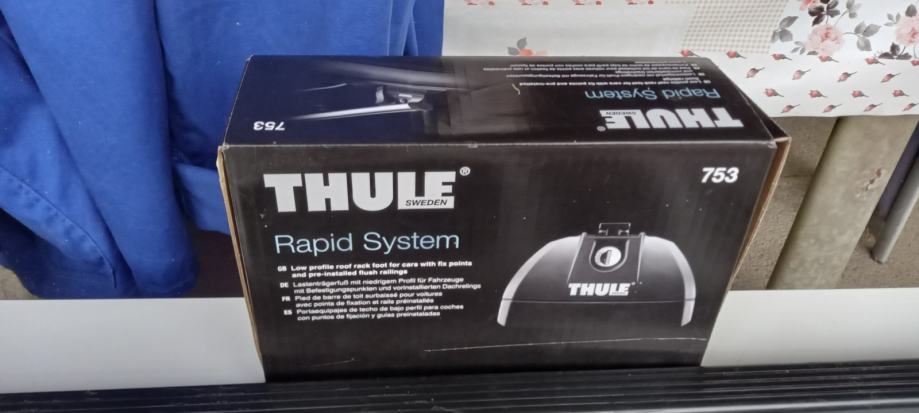 753
Rapid System
THULE
SWEDEN
THULE®
SWEDEN
753
Rapid System
GB Low profile roof rack foot for cars with fix points
and pre-installed flush railings
DE Lastenträgerfuß mit niedrigem Profil für Fahrzeuge
mit Befestigungspunkten und vorinstallierten Dachrelings
FR Pied de barre de toit surbaissé pour voitures
avec points de fixation et rails préinstallés
ES Portaequipajes de techo de bajo perfil para coches
con puntos de fijación y guías preinstaladas
THULE